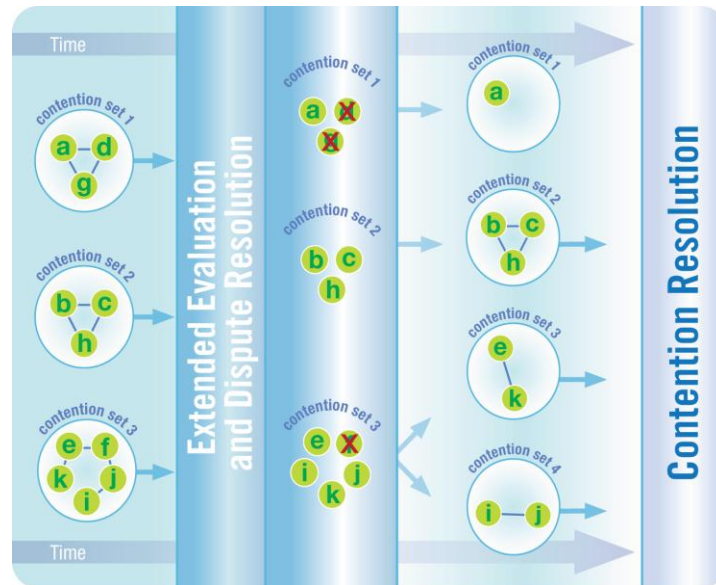 Time
contention set 1
a d
g
contention set 2
b c
h
contention set 3
e f
k j
i
Time
Extended Evaluation
and Dispute Resolution
contention set 1
a
contention set 2
b c
h
contention set 3
e
i j
k
contention set 1
a
contention set 2
b c
h
contention set 3
e
k
contention set 4
i j
Contention Resolution